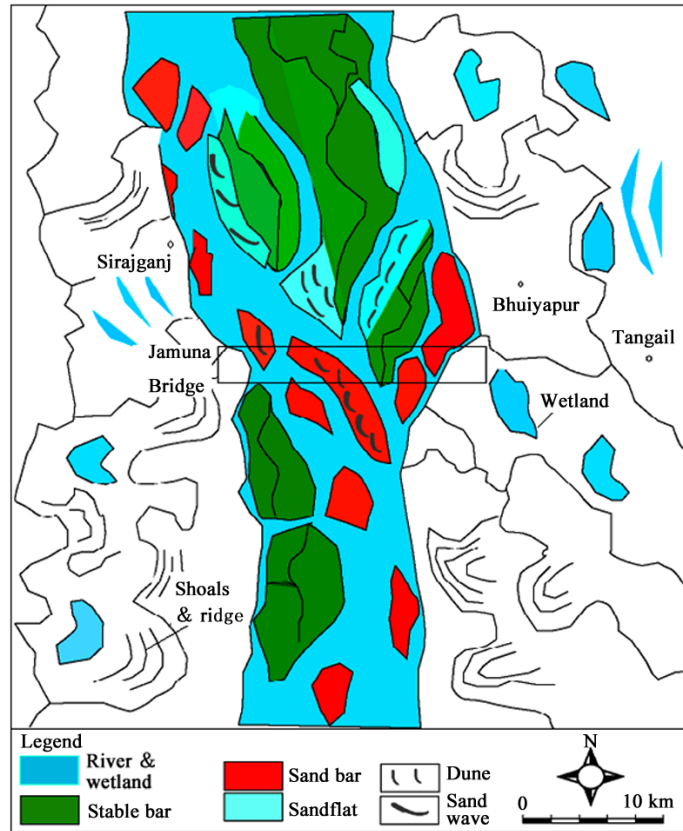 Sirajganj
Bhuiyapur
Tangail
Jamuna
Bridge
Wetland
Shoals
& ridge
Legend
River &
wetland
Stable bar
Sand bar
Sandflat
Dune
Sand
wave
N
0 10 km